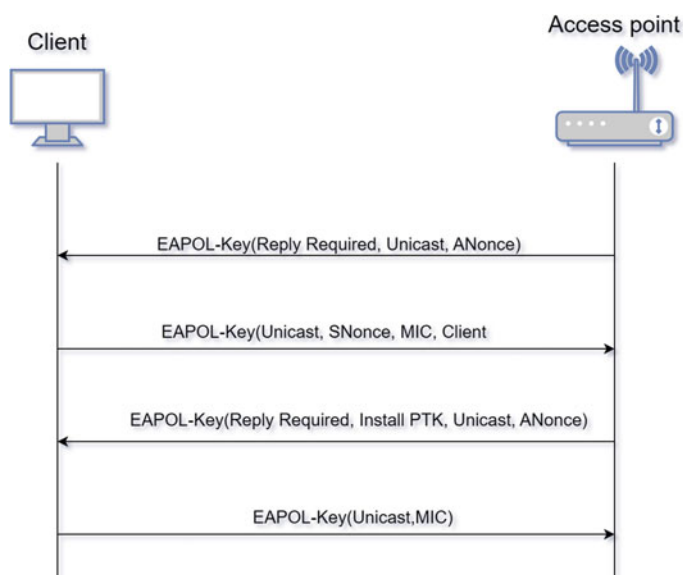 Client
Access point
EAPOL-Key(Reply Required, Unicast, ANonce)
EAPOL-Key(Unicast, SNonce, MIC, Client
EAPOL-Key(Reply Required, Install PTK, Unicast, ANonce)
EAPOL-Key(Unicast,MIC)